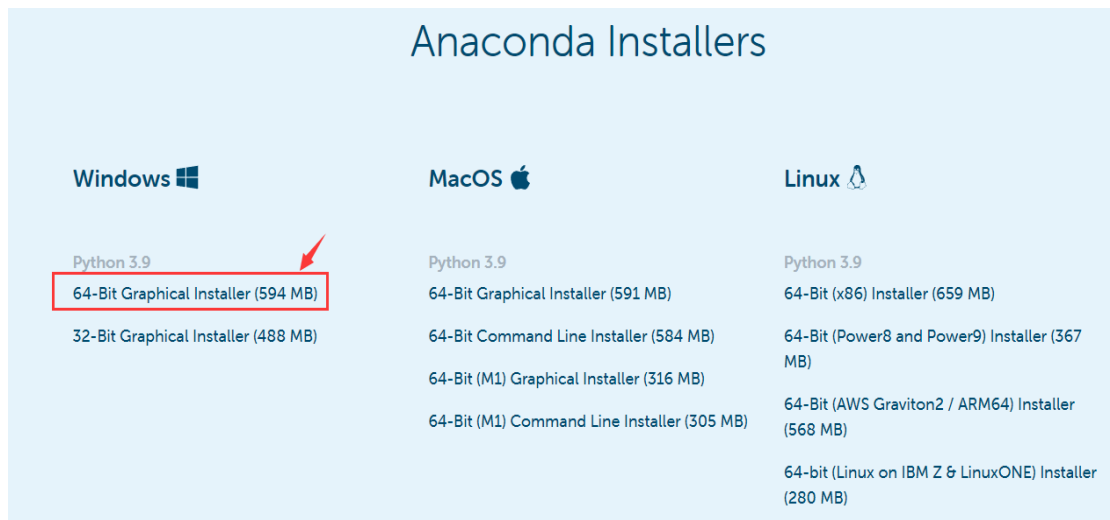 Anaconda Installers
Windows
Python 3.9
64-Bit Graphical Installer (594 MB)
32-Bit Graphical Installer (488 MB)
MacOS
Python 3.9
64-Bit Graphical Installer (591 MB)
64-Bit Command Line Installer (584 MB)
64-Bit (M1) Graphical Installer (316 MB)
64-Bit (M1) Command Line Installer (305 MB)
Linux
Python 3.9
64-Bit (x86) Installer (659 MB)
64-Bit (Power8 and Power9) Installer (367
MB)
64-Bit (AWS Graviton2 / ARM64) Installer
(568 MB)
64-bit (Linux on IBM Z & LinuxONE) Installer
(280 MB)